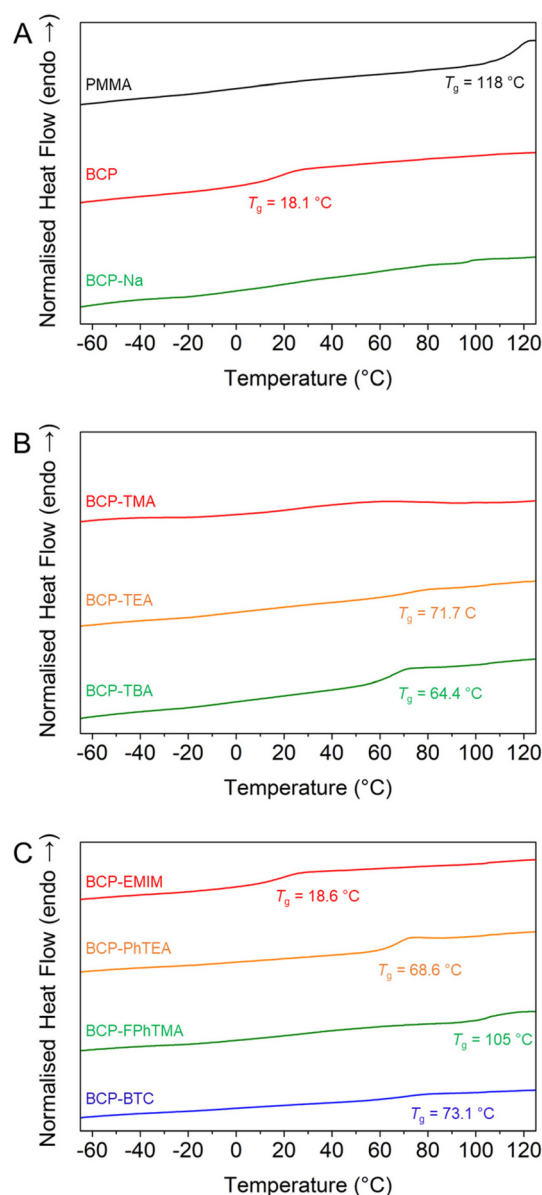 A
Normalised Heat Flow (endo →)
PMMA
Tg = 118 °C
BCP
Tg = 18.1 °C
BCP-Na
-60 -40 -20 0 20 40 60 80 100 120
Temperature (°C)
B
Normalised Heat Flow (endo →)
BCP-TMA
BCP-TEA
Tg = 71.7 C
BCP-TBA
Tg = 64.4 °C
-60 -40 -20 0 20 40 60 80 100 120
Temperature (°C)
C
Normalised Heat Flow (endo →)
BCP-EMIM
Tg = 18.6 °C
BCP-PhTEA
Tg = 68.6 °C
BCP-FPhTMA
Tg = 105 °C
BCP-BTC
Tg = 73.1 °C
-60 -40 -20 0 20 40 60 80 100 120
Temperature (°C)